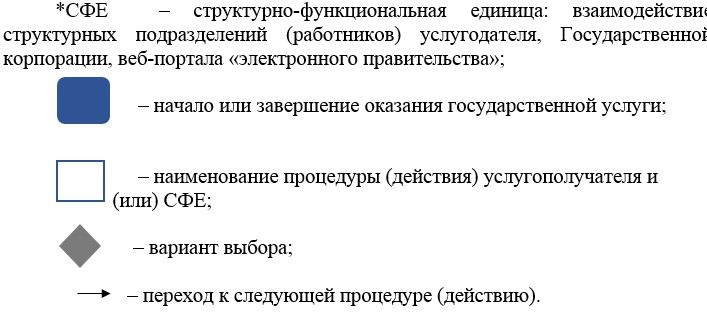 *СФЕ – структурно-функциональная единица: взаимодействие
структурных подразделений (работников) услугодателя, Государственной
корпорации, веб-портала «электронного правительства»;
– начало или завершение оказания государственной услуги;
– наименование процедуры (действия) услугополучателя и
(или) СФЕ;
– вариант выбора;
– переход к следующей процедуре (действию).